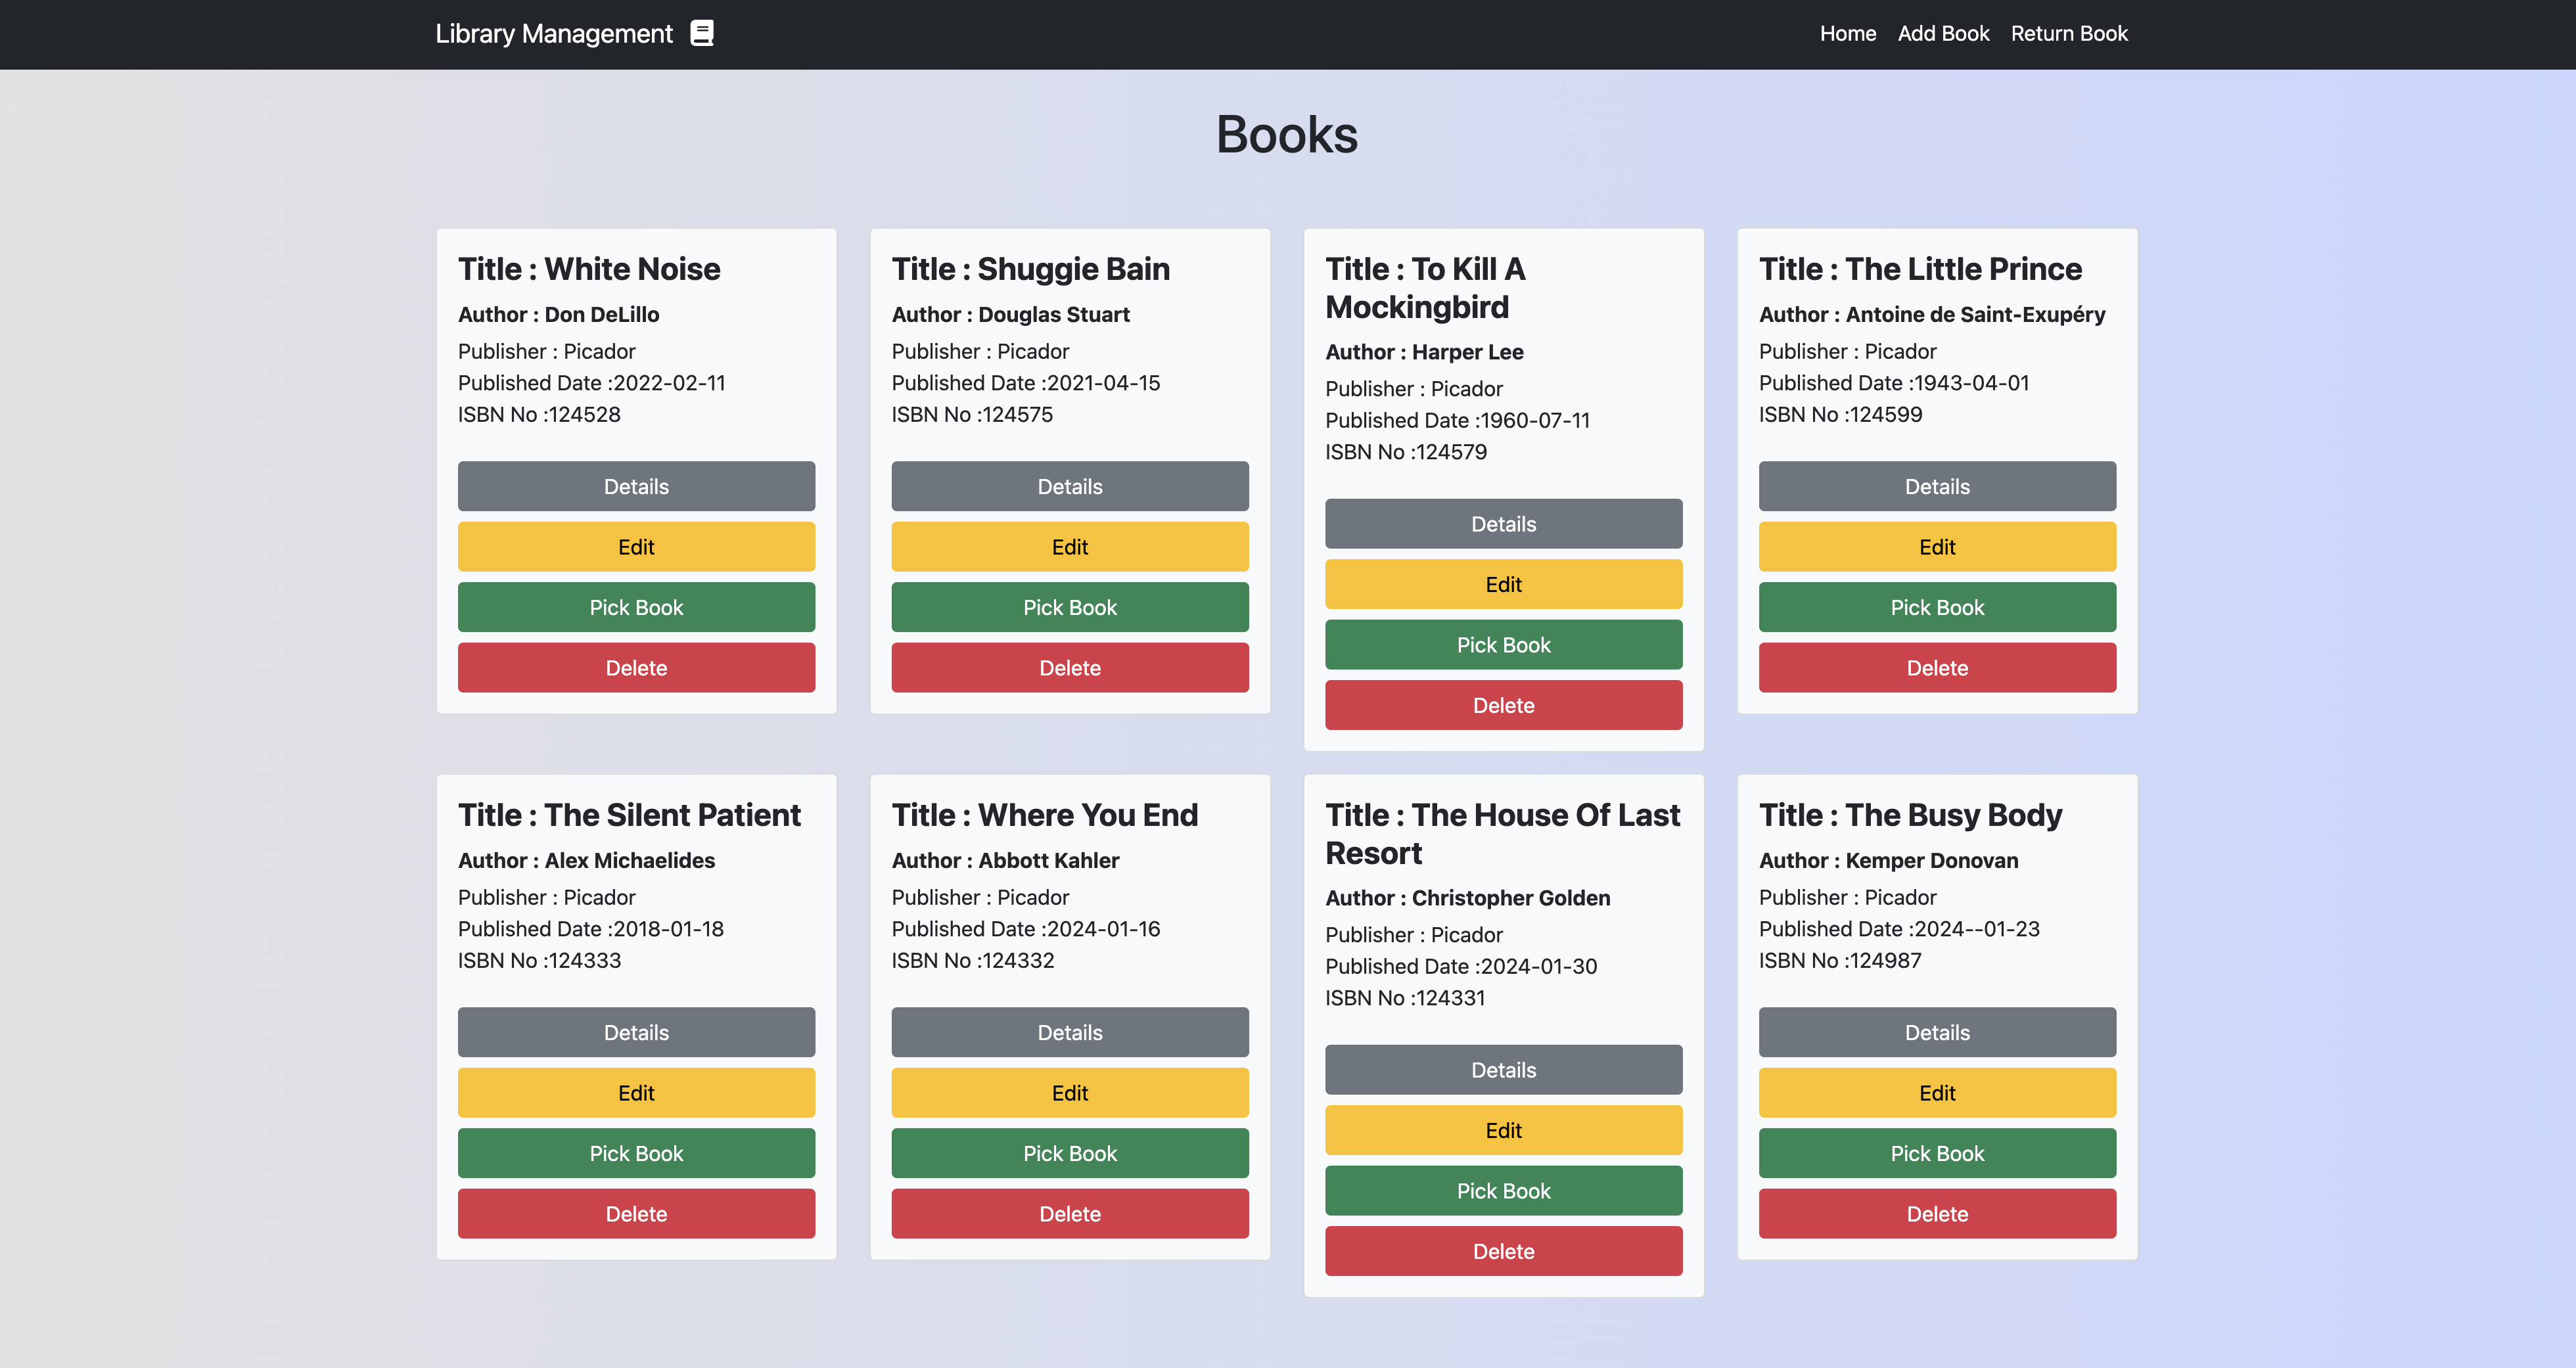 Library Management
Home Add Book Return Book
Books
Title : White Noise
Author : Don DeLillo
Publisher : Picador
Published Date :2022-02-11
ISBN No :124528
Details
Edit
Pick Book
Delete
Title : Shuggie Bain
Author : Douglas Stuart
Publisher : Picador
Published Date :2021-04-15
ISBN No :124575
Details
Edit
Pick Book
Delete
Title : To Kill A
Mockingbird
Author : Harper Lee
Publisher : Picador
Published Date :1960-07-11
ISBN No :124579
Details
Edit
Pick Book
Delete
Title : The Little Prince
Author : Antoine de Saint-Exupéry
Publisher : Picador
Published Date :1943-04-01
ISBN No :124599
Details
Edit
Pick Book
Delete
Title : The Silent Patient
Author : Alex Michaelides
Publisher : Picador
Published Date :2018-01-18
ISBN No :124333
Details
Edit
Pick Book
Delete
Title : Where You End
Author : Abbott Kahler
Publisher : Picador
Published Date :2024-01-16
ISBN No :124332
Details
Edit
Pick Book
Delete
Title : The House Of Last
Resort
Author : Christopher Golden
Publisher : Picador
Published Date :2024-01-30
ISBN No :124331
Details
Edit
Pick Book
Delete
Title : The Busy Body
Author : Kemper Donovan
Publisher : Picador
Published Date :2024--01-23
ISBN No :124987
Details
Edit
Pick Book
Delete